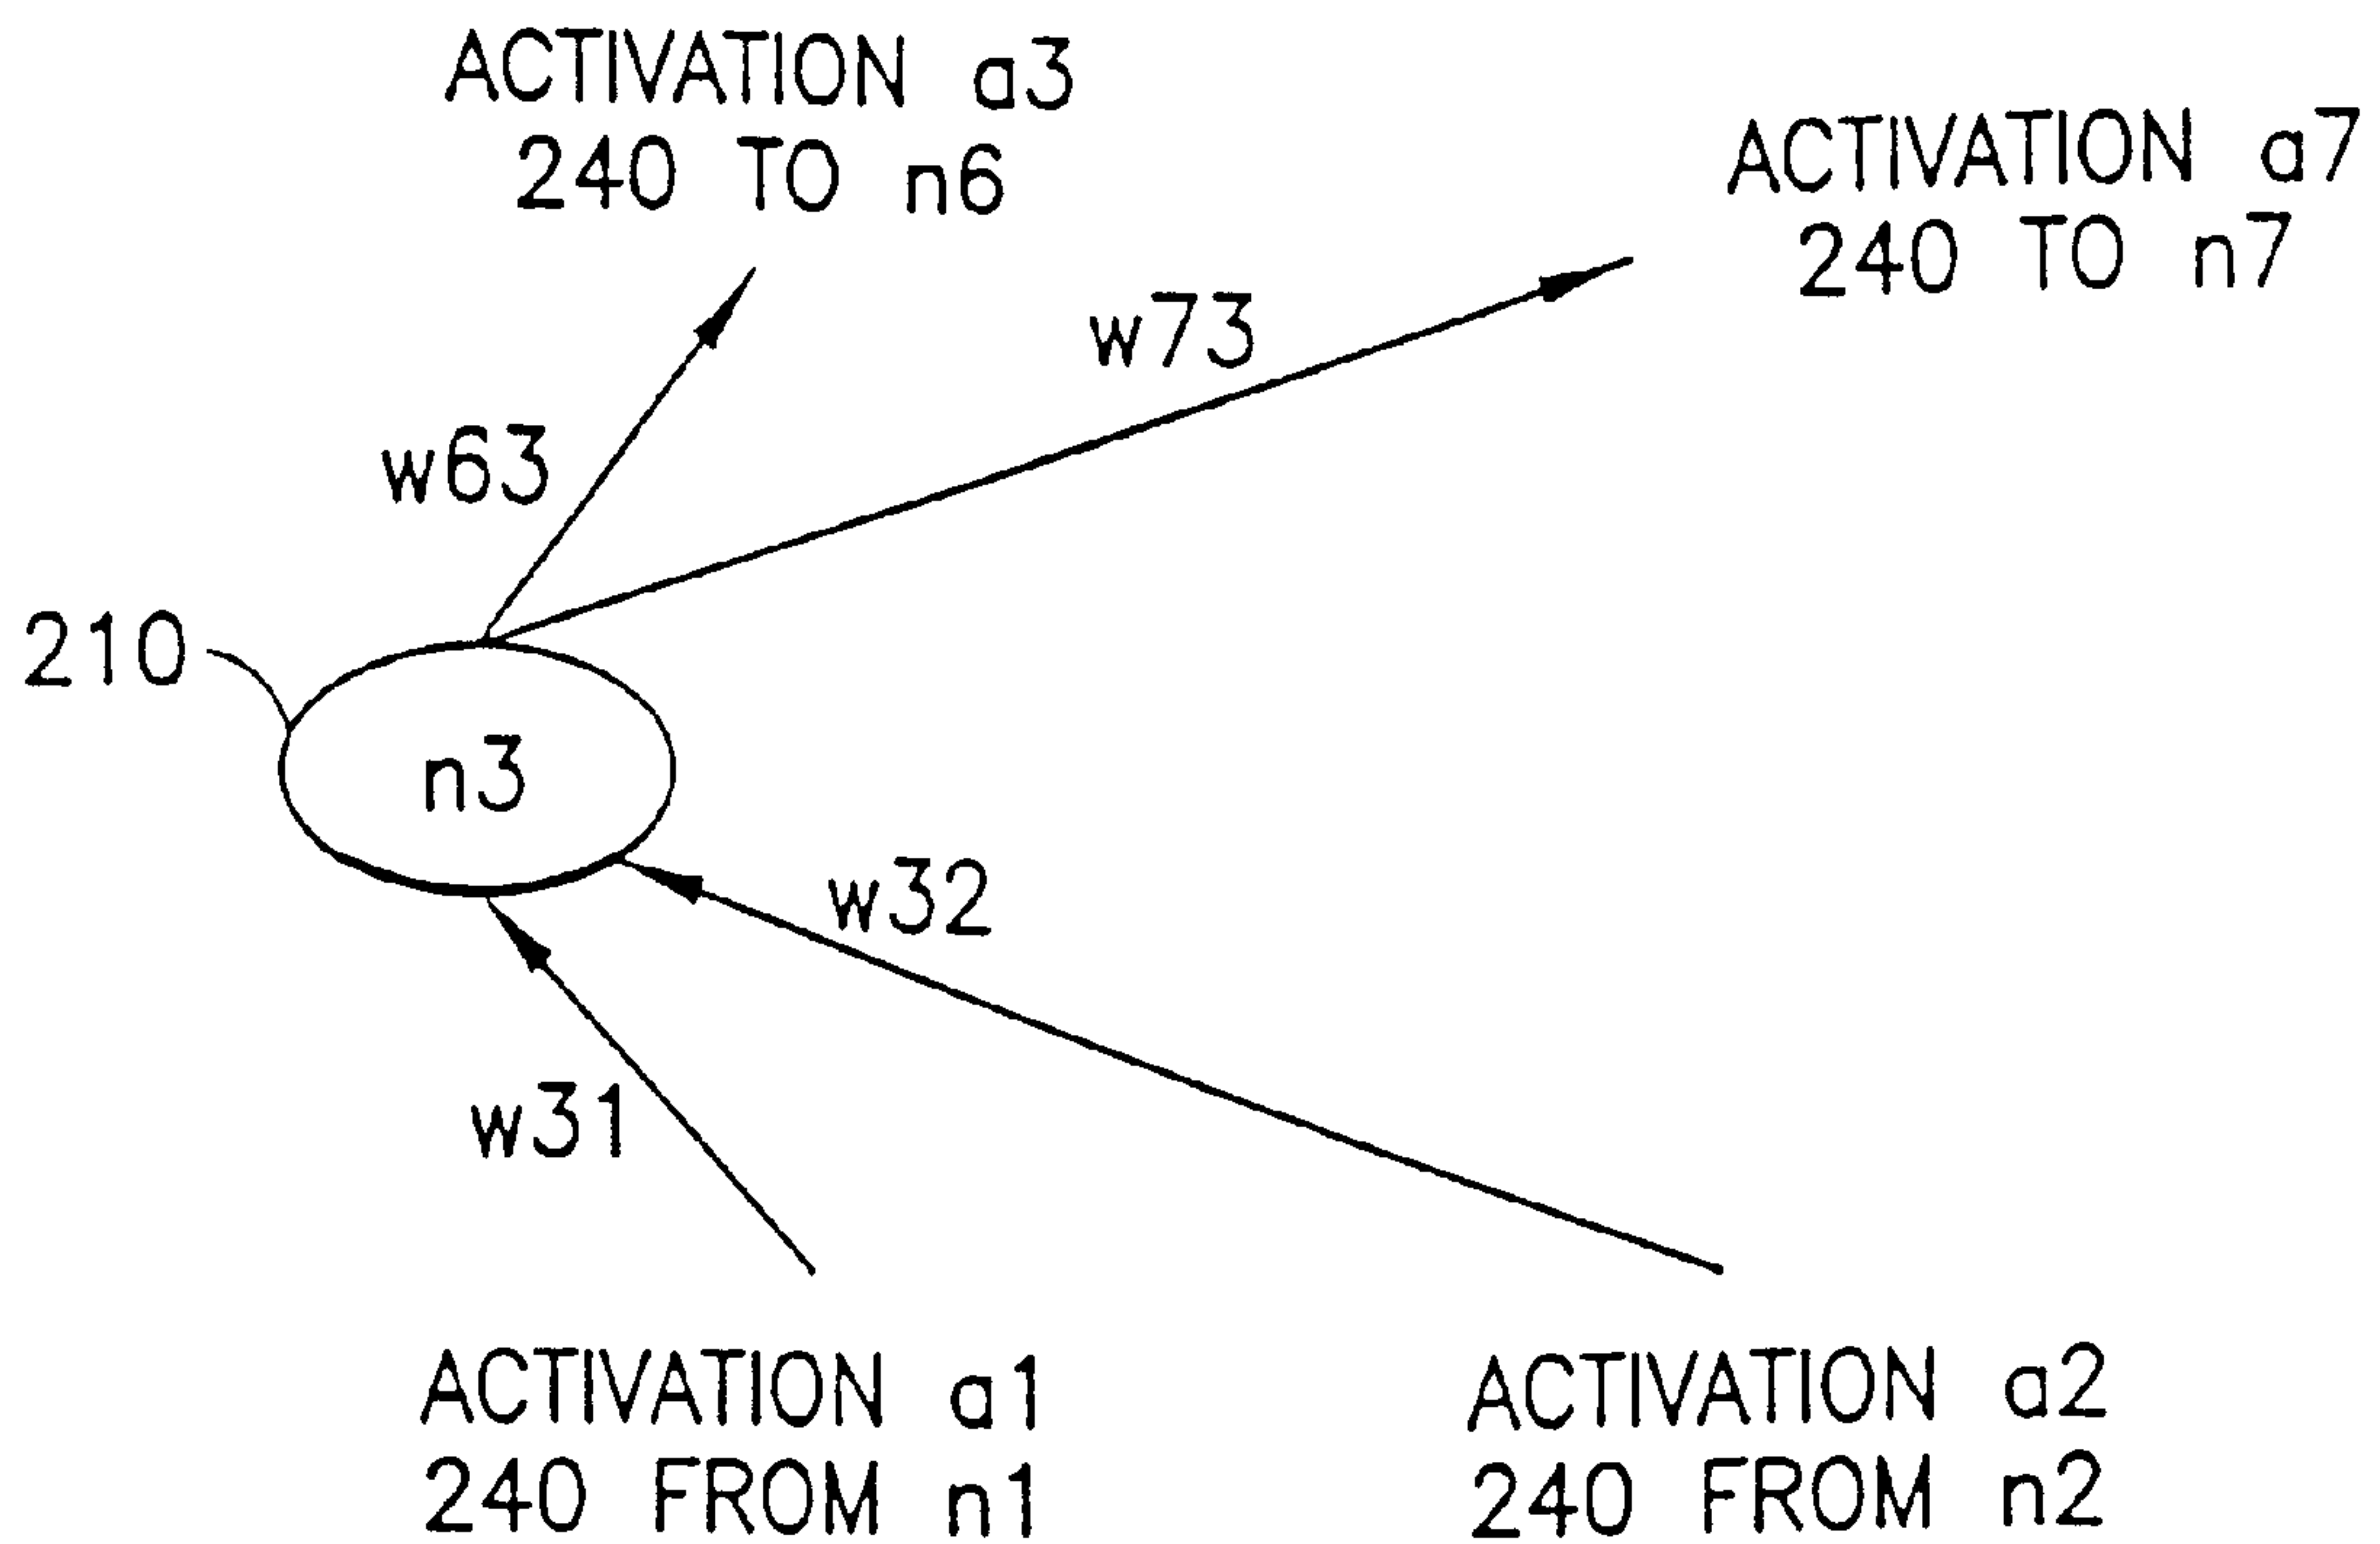 ACTIVATION a3
240 TO n6
ACTIVATION a7
240 TO n7
w73
w63
210
n3
w32
w31
ACTIVATION a1
240 FROM n1
ACTIVATION a2
240 FROM n2